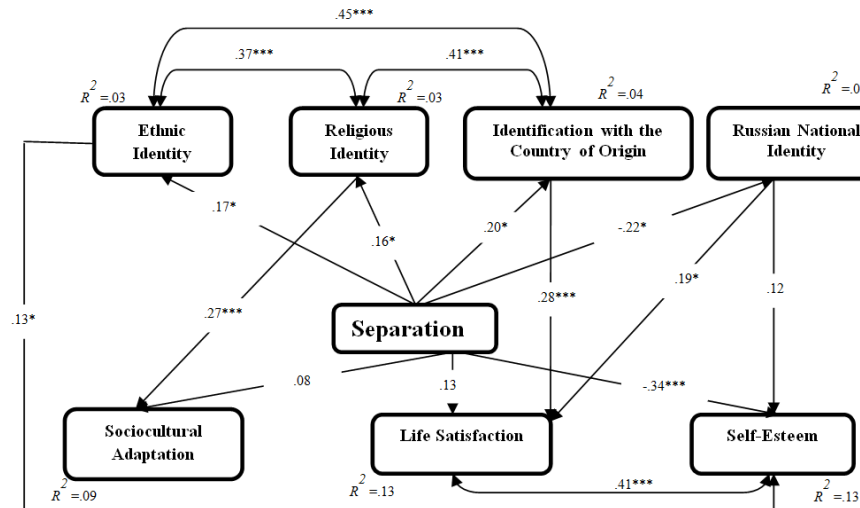 .45***
.37***
.41***
R² =.03
R² =.03
R² =.04
R² =.0
Ethnic
Identity
Religious
Identity
Identification with the
Country of Origin
Russian National
Identity
.17*
.16*
.20*
-.22*
.19*
.12
.13*
.27***
.28***
Separation
.08
.13
-.34***
Sociocultural
Adaptation
Life Satisfaction
Self-Esteem
R² =.09
R² =.13
.41***
R² =.13